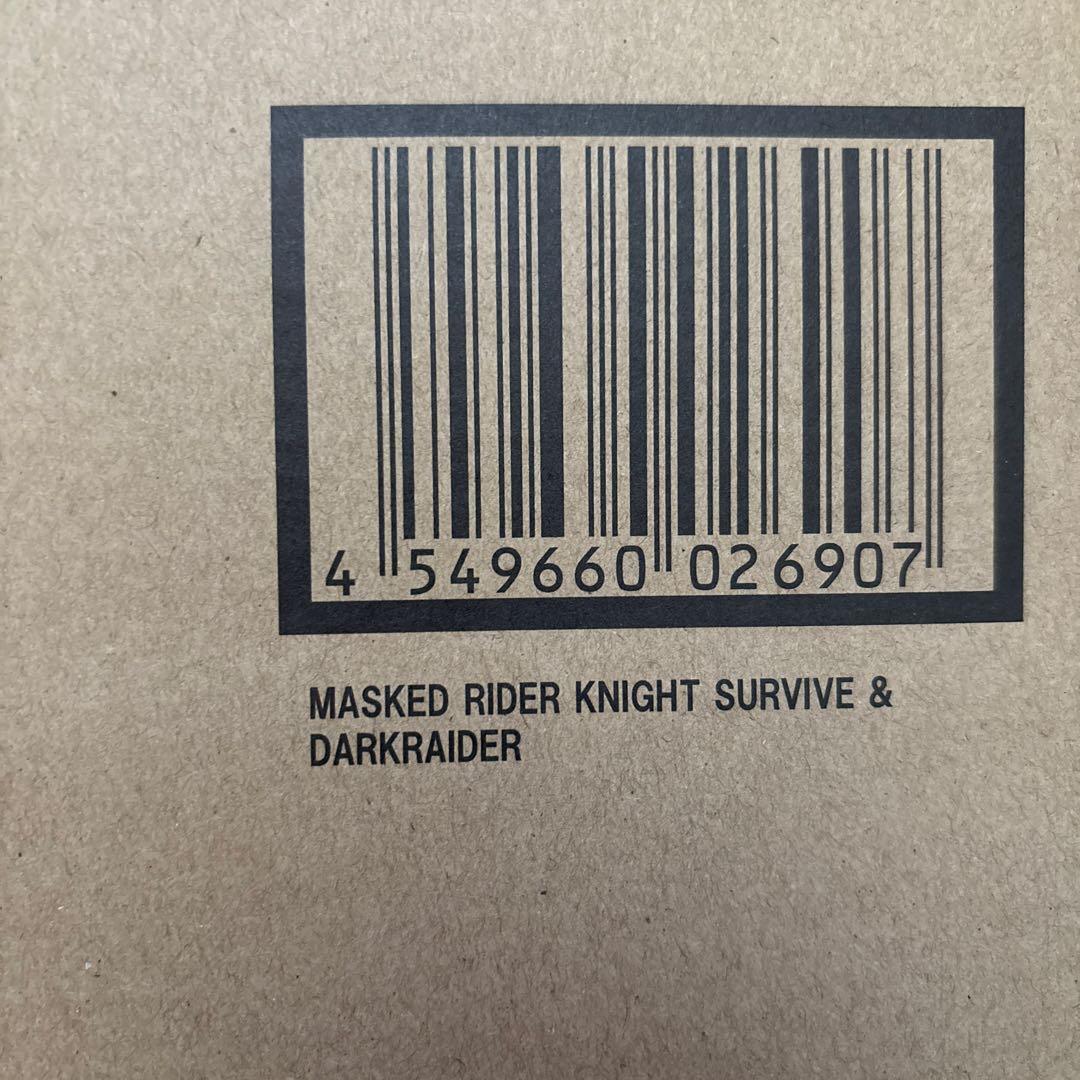 4 549660 026907
MASKED RIDER KNIGHT SURVIVE &
DARKRAIDER